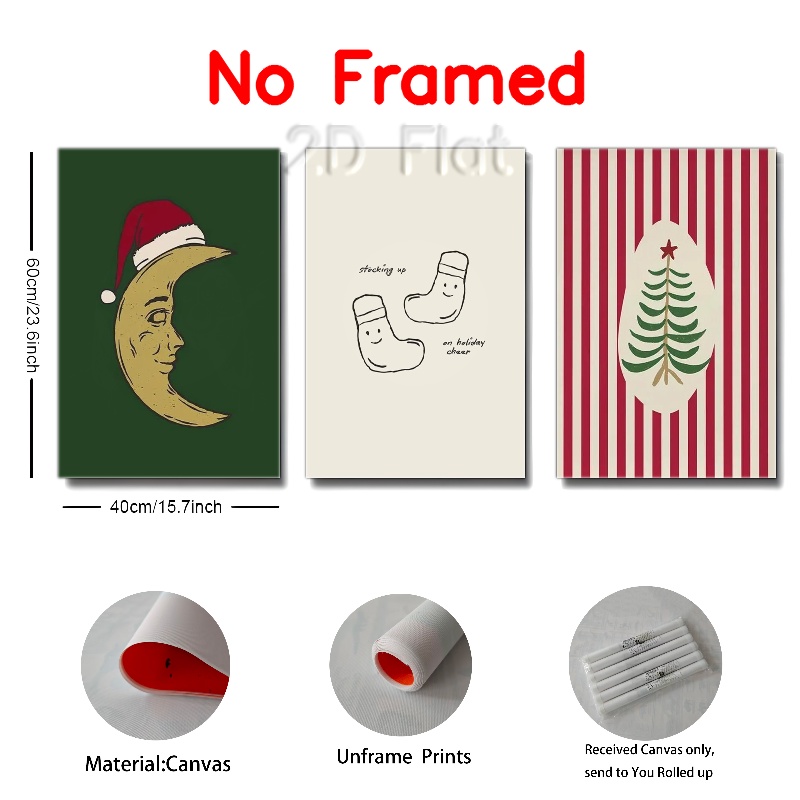 No Framed
2D Flat
60cm/23.6inch
stocking up
on holiday
cheer
40cm/15.7inch
Material:Canvas
Unframe Prints
Received Canvas only,
send to You Rolled up